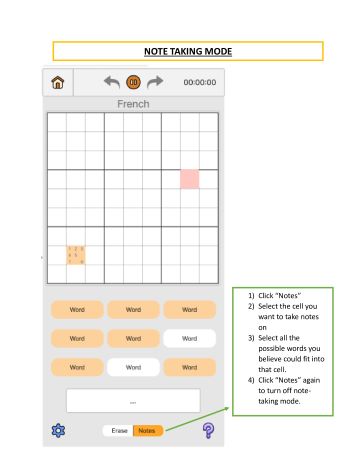 NOTE TAKING MODE
00:00:00
French
1 2 3
4 5
Word Word Word
Word Word Word
Word Word Word
...
Erase Notes
1) Click “Notes”
2) Select the cell you
want to take notes
on
3) Select all the
possible words you
believe could fit into
that cell.
4) Click “Notes” again
to turn off note-
taking mode.